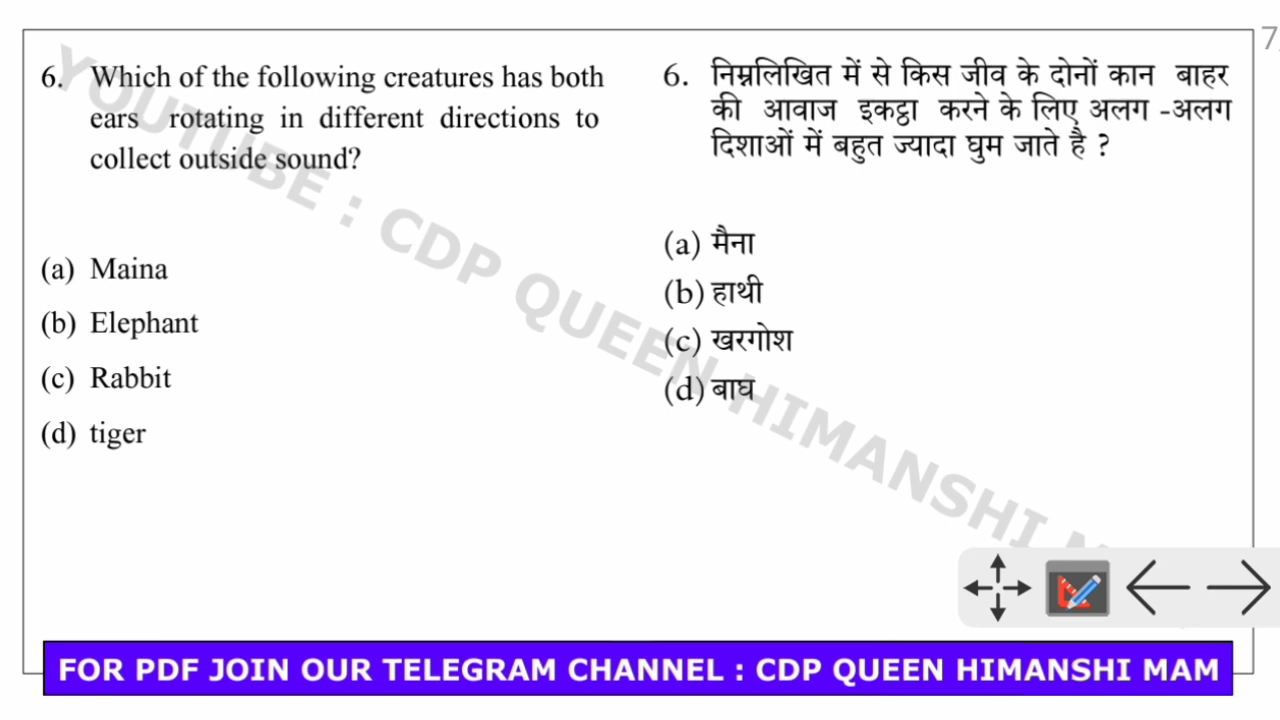 7
6. Which of the following creatures has both
ears rotating in different directions to
collect outside sound?
(a) Maina
(b) Elephant
(c) Rabbit
(d) tiger
6. निम्नलिखित में से किस जीव के दोनों कान बाहर
की आवाज इकट्ठा करने के लिए अलग -अलग
दिशाओं में बहुत ज्यादा घुम जाते है ?
(a) मैना
(b) हाथी
(c) खरगोश
(d) बाघ
YOUTUBE : CDP QUEEN HIMANSHI M
FOR PDF JOIN OUR TELEGRAM CHANNEL : CDP QUEEN HIMANSHI MAM